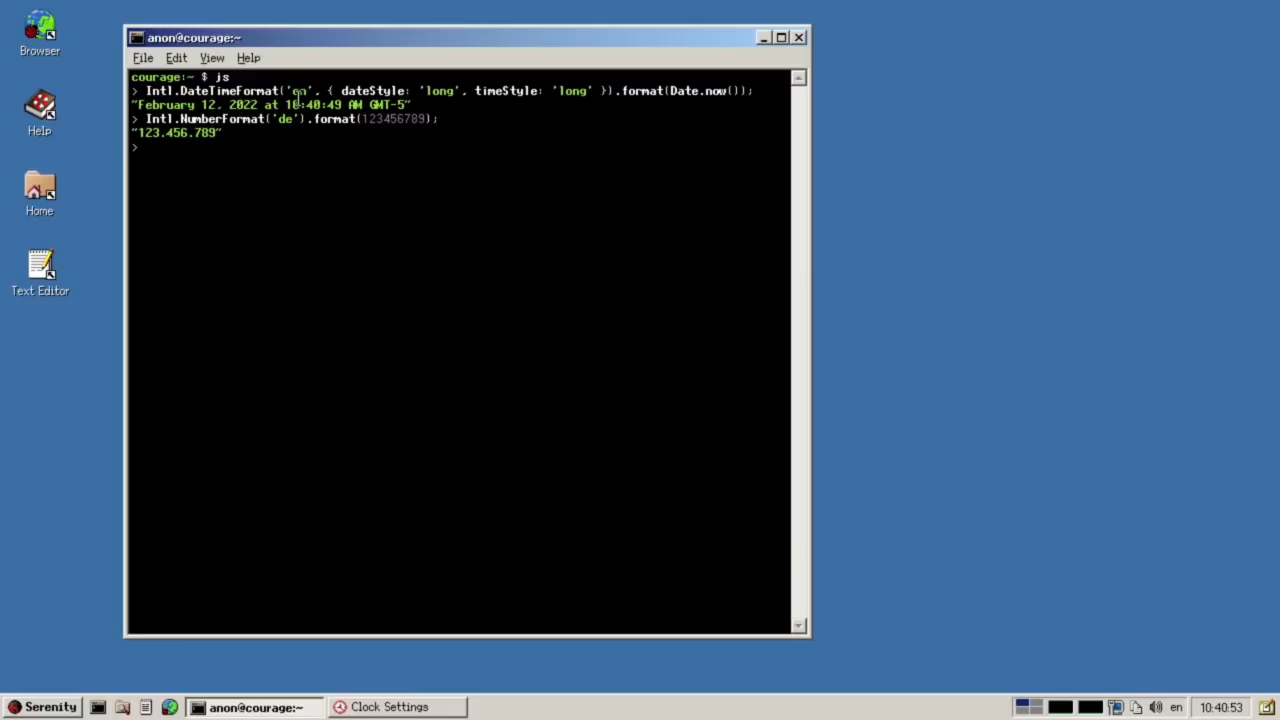 Browser
Help
Home
Text Editor
anon@courage:~
File Edit View Help
courage:~ $ js
> Intl.DateTimeFormat('en', { dateStyle: 'long', timeStyle: 'long' }).format(Date.now());
"February 12, 2022 at 10:40:49 AM GMT-5"
> Intl.NumberFormat('de').format(123456789);
"123.456.789"
>
Serenity
anon@courage:~
Clock Settings
en
10:40:53